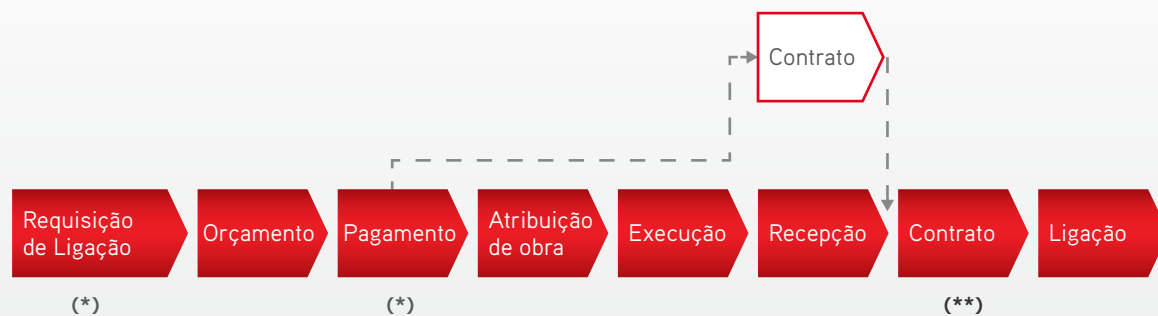 Contrato
Requisição
de Ligação
Orçamento
Pagamento
Atribuição
de obra
Execução
Recepção
Contrato
Ligação
(*)
(*)
(**)